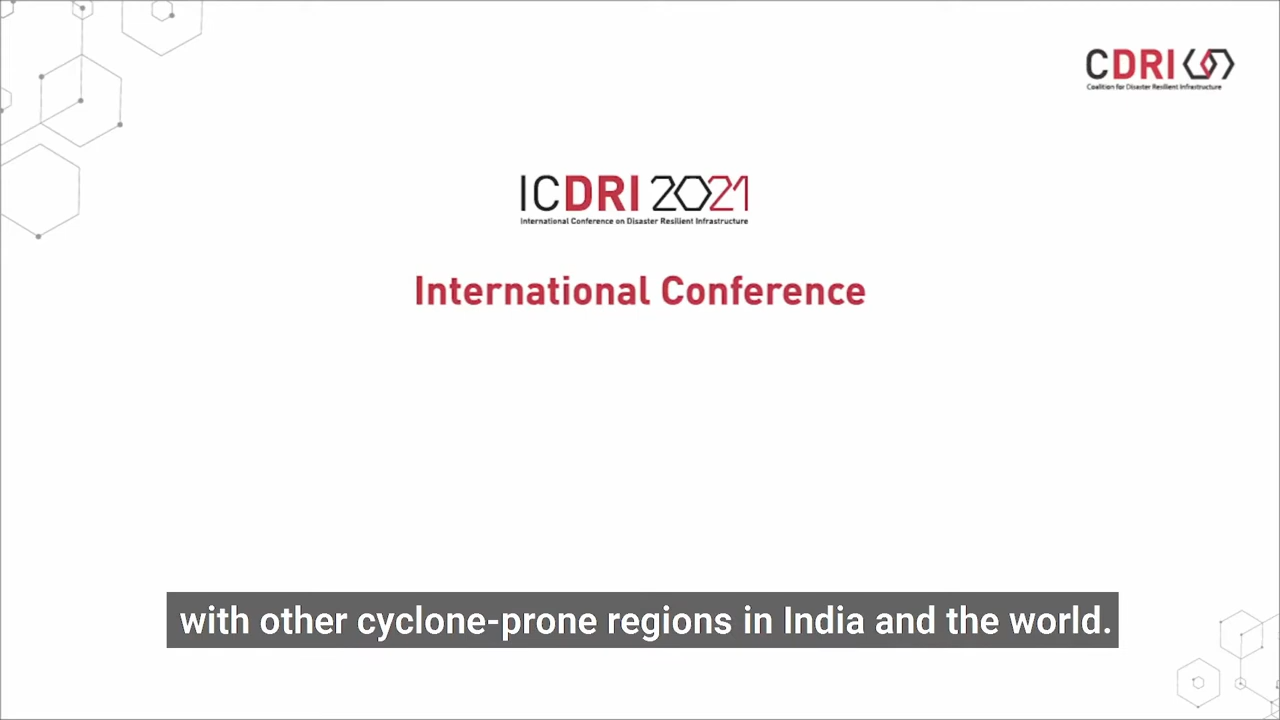 CDRI
Coalition for Disaster Resilient Infrastructure
ICDRI 2021
International Conference on Disaster Resilient Infrastructure
International Conference
with other cyclone-prone regions in India and the world.